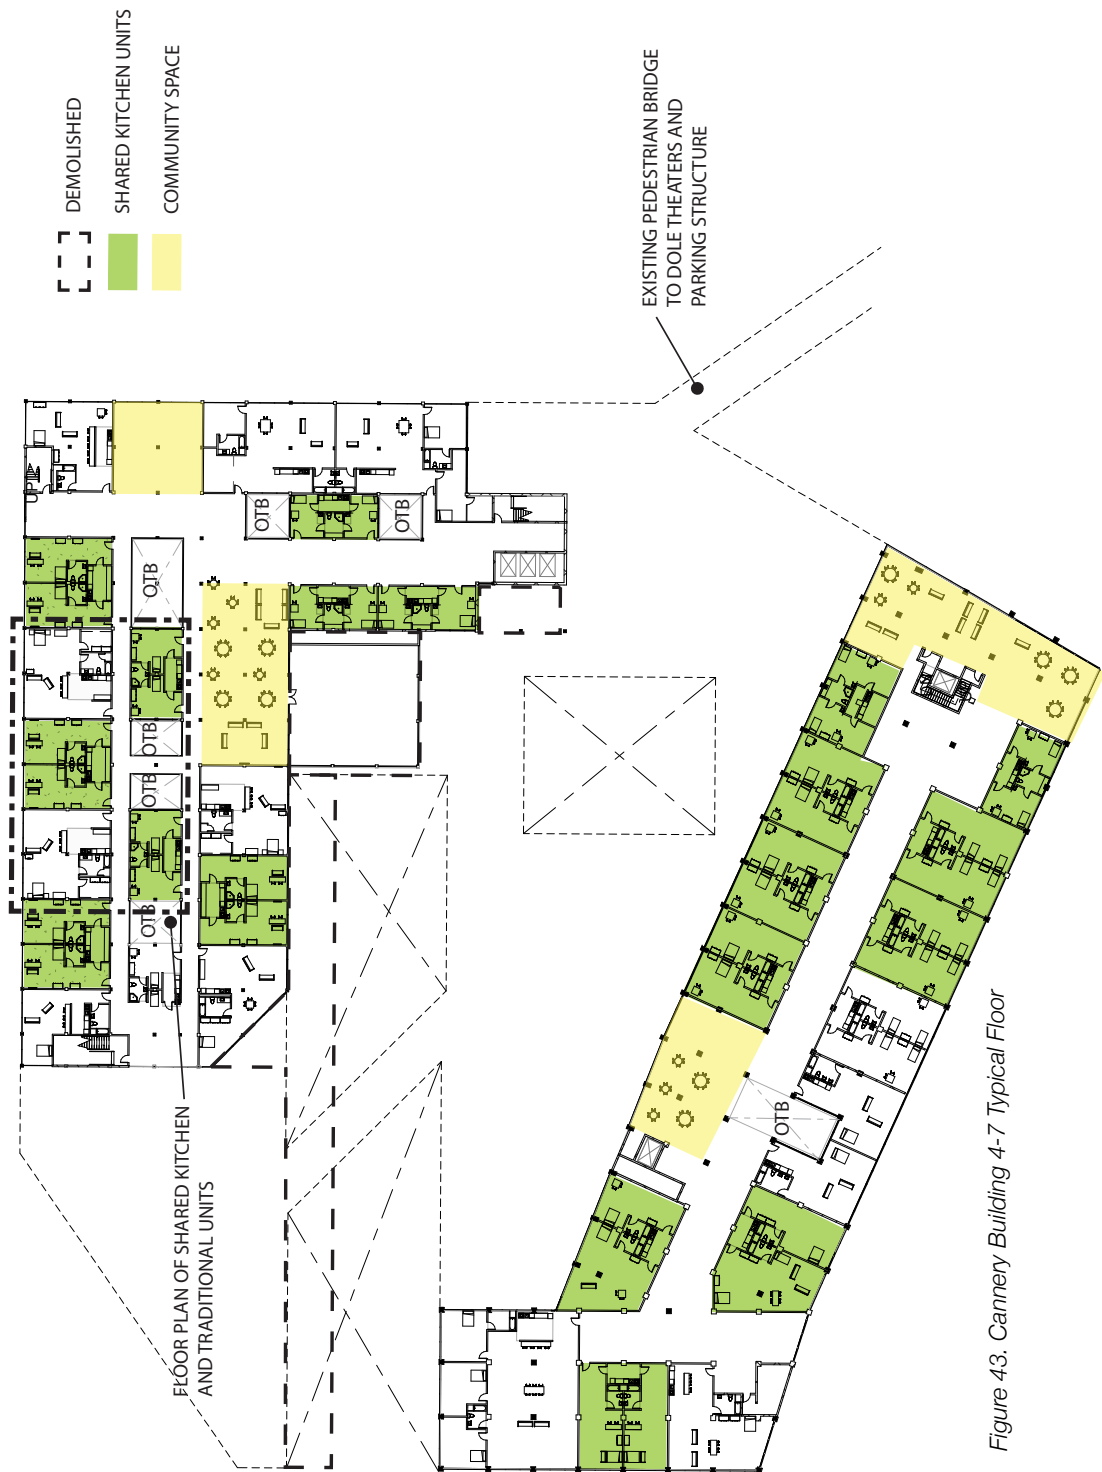 DEMOLISHED
SHARED KITCHEN UNITS
COMMUNITY SPACE
EXISTING PEDESTRIAN BRIDGE
TO DOLE THEATERS AND
PARKING STRUCTURE
OTB
OTB
OTB
OTB
OTB
OTB
FLOOR PLAN OF SHARED KITCHEN
AND TRADITIONAL UNITS
OTB
Figure 43. Cannery Building 4-7 Typical Floor